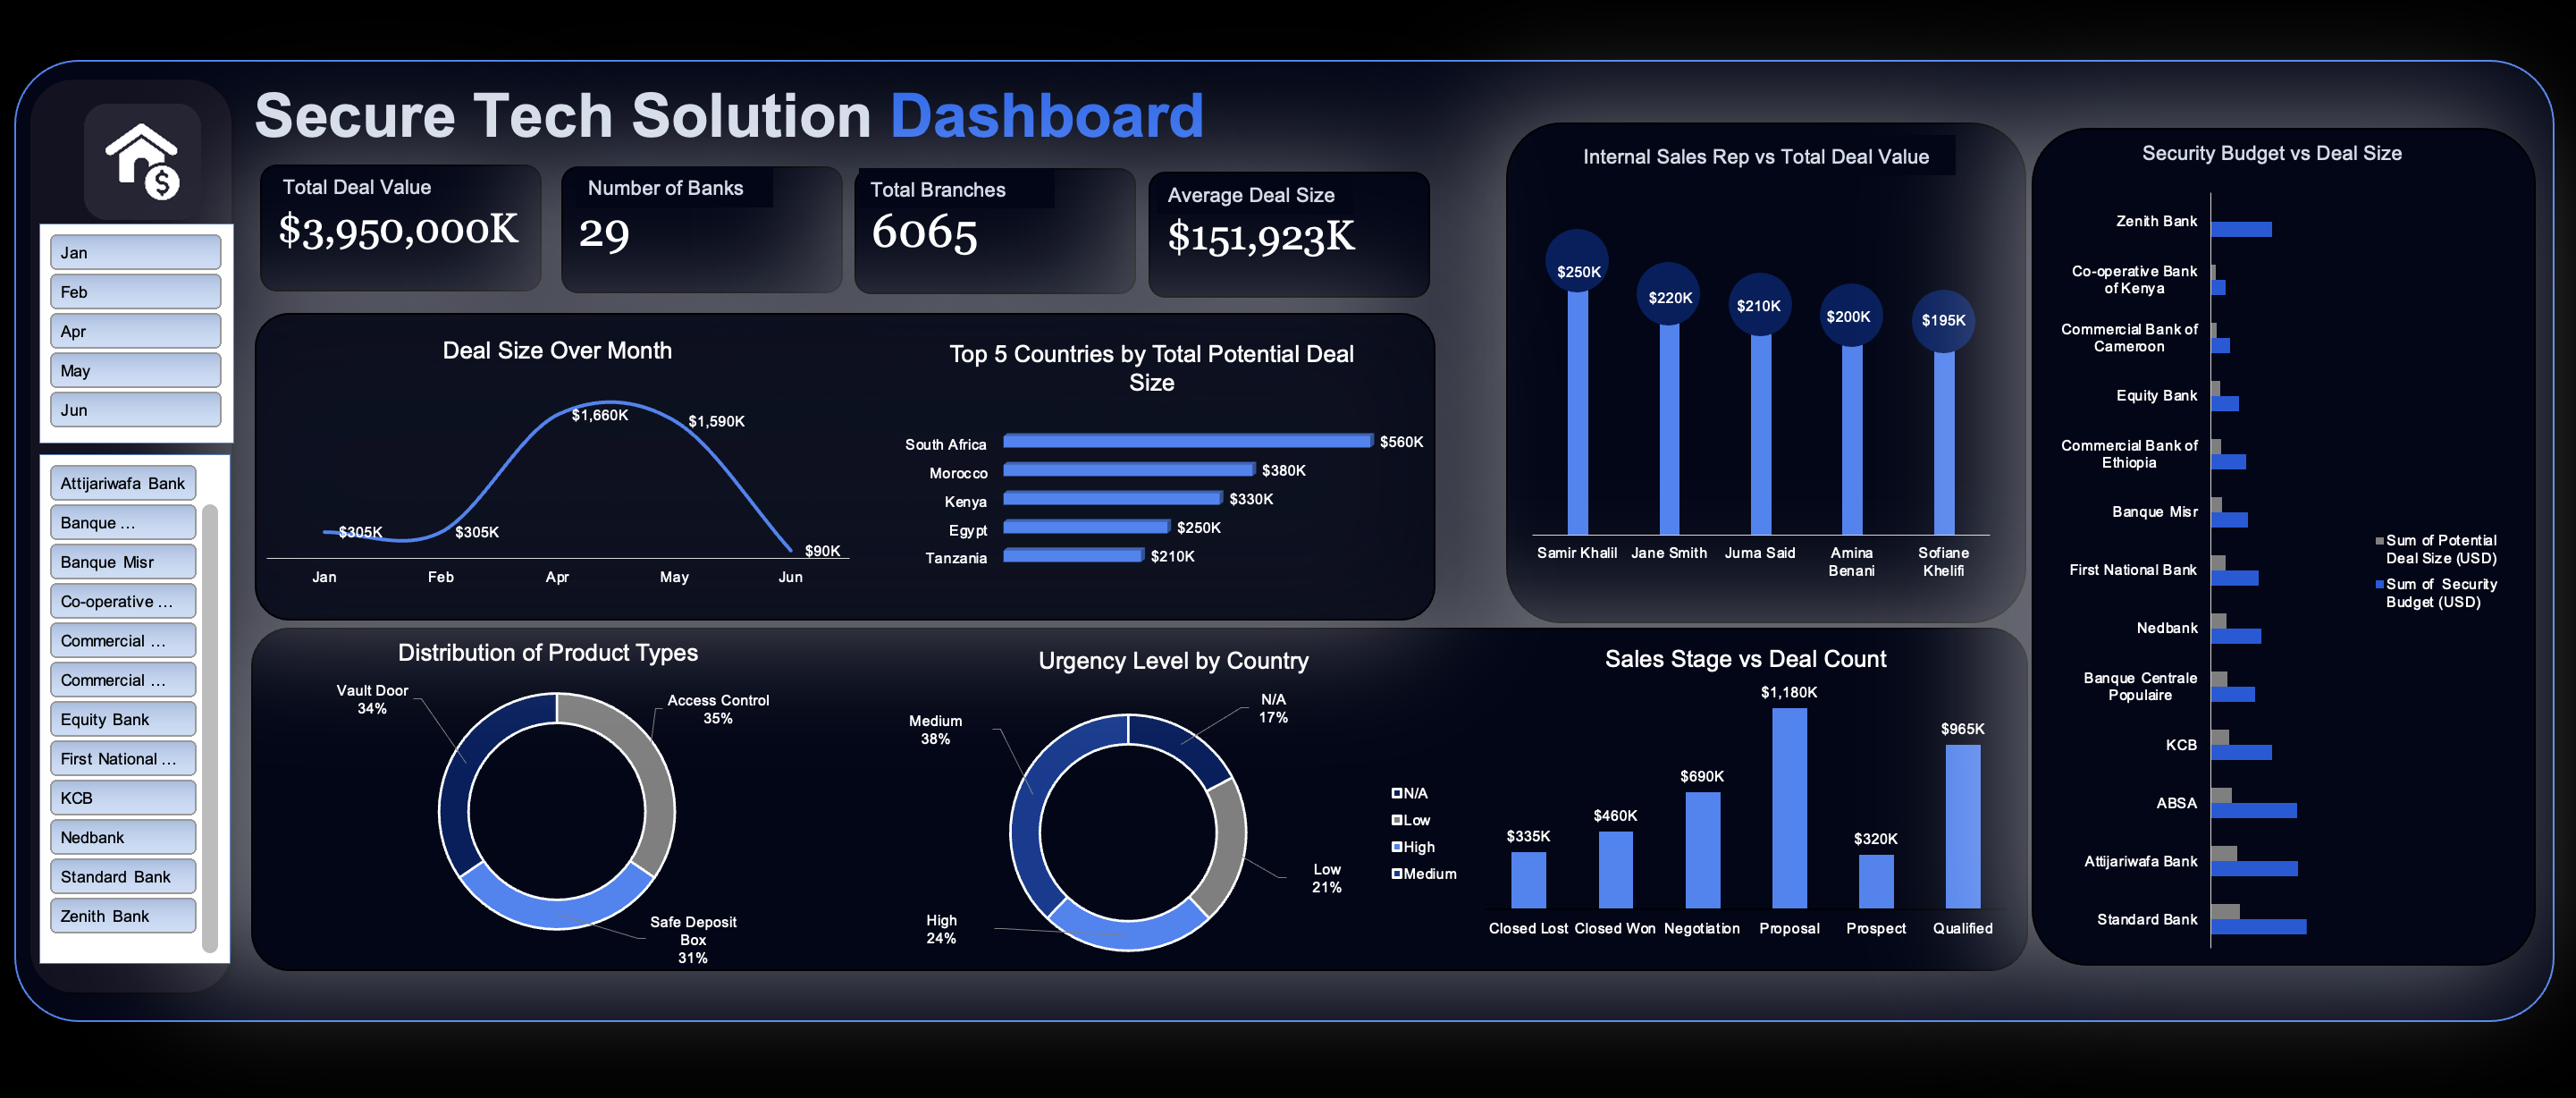 Secure Tech Solution Dashboard
Jan
Feb
Apr
May
Jun
Attijariwafa Bank
Banque ...
Banque Misr
Co-operative ...
Commercial ...
Commercial ...
Equity Bank
First National ...
KCB
Nedbank
Standard Bank
Zenith Bank
Total Deal Value
$3,950,000K
Number of Banks
29
Total Branches
6065
Average Deal Size
$151,923K
Deal Size Over Month
$305K
$305K
$1,660K
$1,590K
$90K
Jan
Feb
Apr
May
Jun
Top 5 Countries by Total Potential Deal
Size
South Africa
$560K
Morocco
$380K
Kenya
$330K
Egypt
$250K
Tanzania
$210K
Internal Sales Rep vs Total Deal Value
$250K
$220K
$210K
$200K
$195K
Samir Khalil
Jane Smith
Juma Said
Amina
Benani
Sofiane
Khelifi
Distribution of Product Types
Vault Door
34%
Access Control
35%
Safe Deposit
Box
31%
Urgency Level by Country
N/A
17%
Medium
38%
Low
21%
High
24%
N/A
Low
High
Medium
Sales Stage vs Deal Count
$335K
$460K
$690K
$1,180K
$320K
$965K
Closed Lost
Closed Won
Negotiation
Proposal
Prospect
Qualified
Security Budget vs Deal Size
Zenith Bank
Co-operative Bank
of Kenya
Commercial Bank of
Cameroon
Equity Bank
Commercial Bank of
Ethiopia
Banque Misr
First National Bank
Nedbank
Banque Centrale
Populaire
KCB
ABSA
Attijariwafa Bank
Standard Bank
Sum of Potential
Deal Size (USD)
Sum of Security
Budget (USD)